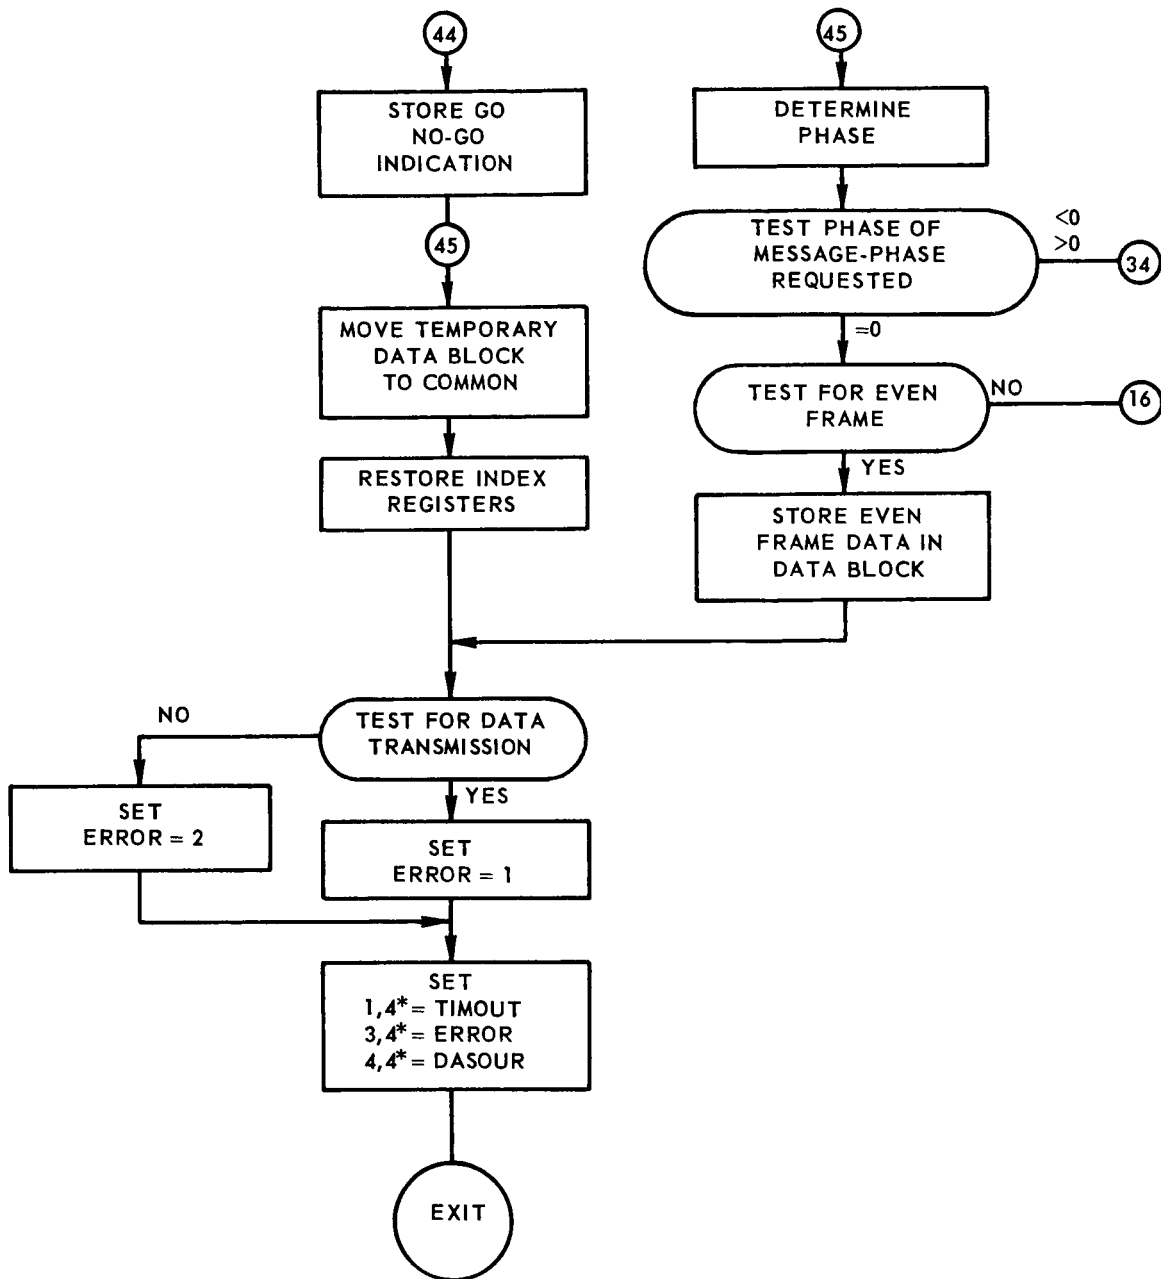 44
STORE GO
NO-GO
INDICATION
45
MOVE TEMPORARY
DATA BLOCK
TO COMMON
RESTORE INDEX
REGISTERS
45
DETERMINE
PHASE
TEST PHASE OF
MESSAGE-PHASE
REQUESTED
<0
>0
34
=0
TEST FOR EVEN
FRAME
NO
16
YES
STORE EVEN
FRAME DATA IN
DATA BLOCK
TEST FOR DATA
TRANSMISSION
NO
SET
ERROR = 2
YES
SET
ERROR = 1
SET
1,4*= TIMOUT
3,4*= ERROR
4,4*= DASOUR
EXIT